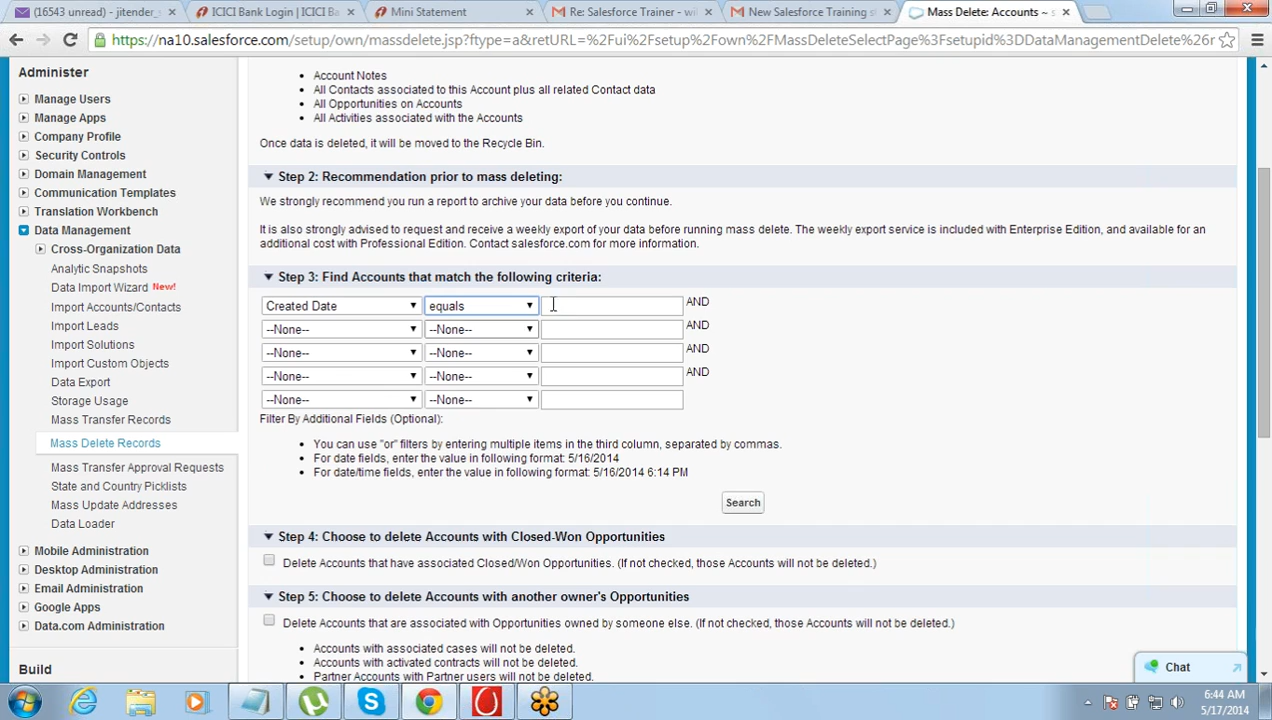 (16543 unread) - jitender_s
ICICI Bank Login | ICICI B
Mini Statement
Re: Salesforce Trainer - wil
New Salesforce Training st
Mass Delete: Accounts ~ s
https://na10.salesforce.com/setup/own/massdelete.jsp?ftype=a&retURL=%2Fui%2Fsetup%2Fown%2FMassDeleteSelectPage%3Fsetupid%3DDataManagementDelete%26r
Administer
Manage Users
Manage Apps
Company Profile
Security Controls
Domain Management
Communication Templates
Translation Workbench
Data Management
Cross-Organization Data
Analytic Snapshots
Data Import Wizard New!
Import Accounts/Contacts
Import Leads
Import Solutions
Import Custom Objects
Data Export
Storage Usage
Mass Transfer Records
Mass Delete Records
Mass Transfer Approval Requests
State and Country Picklists
Mass Update Addresses
Data Loader
Mobile Administration
Desktop Administration
Email Administration
Google Apps
Data.com Administration
Build
Account Notes
All Contacts associated to this Account plus all related Contact data
All Opportunities on Accounts
All Activities associated with the Accounts
Once data is deleted, it will be moved to the Recycle Bin.
Step 2: Recommendation prior to mass deleting:
We strongly recommend you run a report to archive your data before you continue.
It is also strongly advised to request and receive a weekly export of your data before running mass delete. The weekly export service is included with Enterprise Edition, and available for an
additional cost with Professional Edition. Contact salesforce.com for more information.
Step 3: Find Accounts that match the following criteria:
Created Date equals AND
--None-- --None-- AND
--None-- --None-- AND
--None-- --None-- AND
--None-- --None--
Filter By Additional Fields (Optional):
You can use "or" filters by entering multiple items in the third column, separated by commas.
For date fields, enter the value in following format: 5/16/2014
For date/time fields, enter the value in following format: 5/16/2014 6:14 PM
Search
Step 4: Choose to delete Accounts with Closed-Won Opportunities
Delete Accounts that have associated Closed/Won Opportunities. (If not checked, those Accounts will not be deleted.)
Step 5: Choose to delete Accounts with another owner's Opportunities
Delete Accounts that are associated with Opportunities owned by someone else. (If not checked, those Accounts will not be deleted.)
Accounts with associated cases will not be deleted.
Accounts with activated contracts will not be deleted.
Partner Accounts with Partner users will not be deleted.
Chat
6:44 AM
5/17/2014